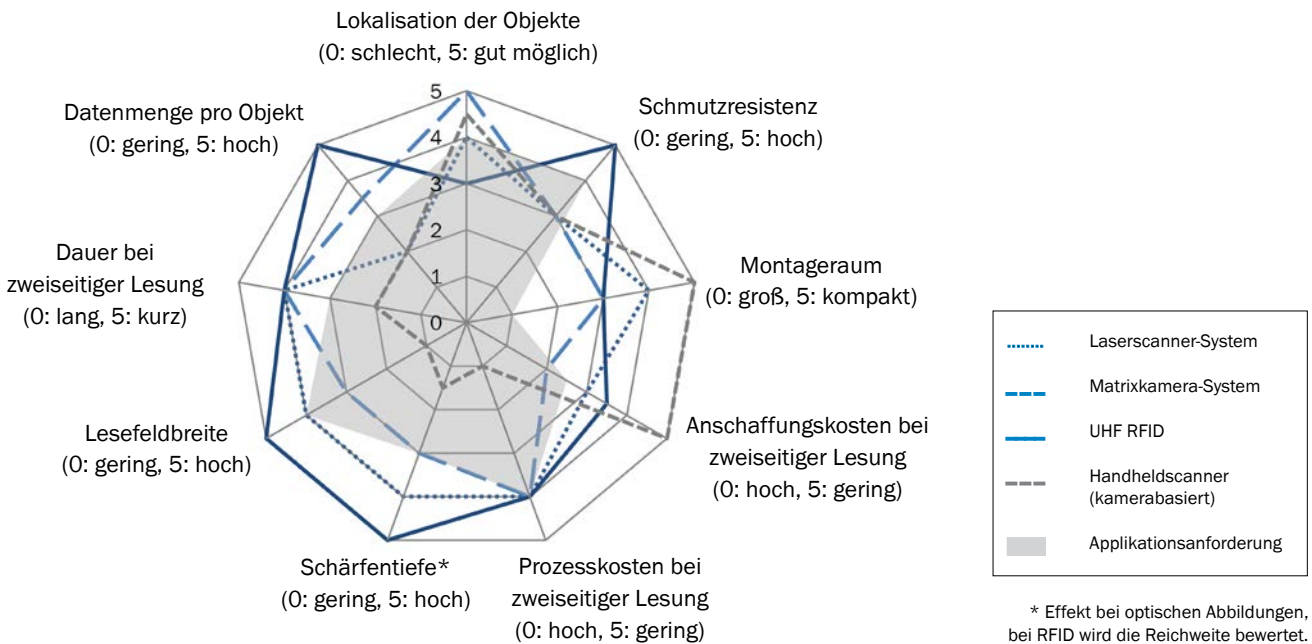 Lokalisation der Objekte
(0: schlecht, 5: gut möglich)
Schmutzresistenz
(0: gering, 5: hoch)
Montageraum
(0: groß, 5: kompakt)
Anschaffungskosten bei
zweiseitiger Lesung
(0: hoch, 5: gering)
Prozesskosten bei
zweiseitiger Lesung
(0: hoch, 5: gering)
Schärfentiefe*
(0: gering, 5: hoch)
Lesefeldbreite
(0: gering, 5: hoch)
Dauer bei
zweiseitiger Lesung
(0: lang, 5: kurz)
Datenmenge pro Objekt
(0: gering, 5: hoch)
5
4
3
2
1
0
Laserscanner-System
Matrixkamera-System
UHF RFID
Handheldscanner
(kamerabasiert)
Applikationsanforderung
* Effekt bei optischen Abbildungen,
bei RFID wird die Reichweite bewertet.